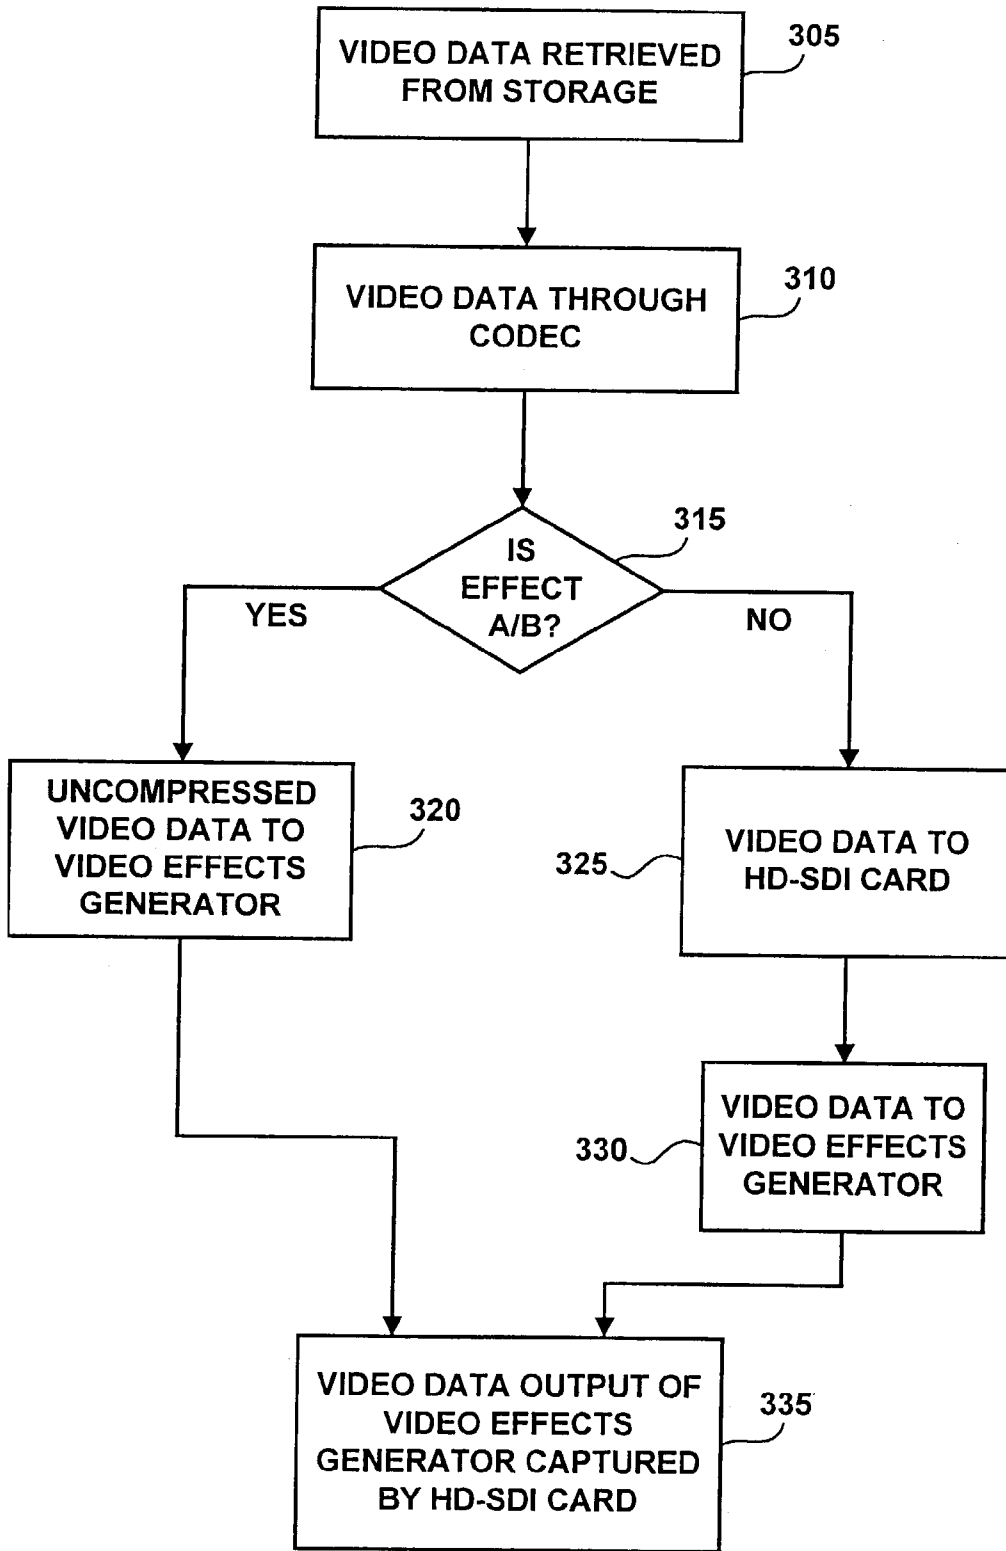 VIDEO DATA RETRIEVED
FROM STORAGE
305
VIDEO DATA THROUGH
CODEC
310
IS
EFFECT
A/B?
315
YES
NO
UNCOMPRESSED
VIDEO DATA TO
VIDEO EFFECTS
GENERATOR
320
325
VIDEO DATA TO
HD-SDI CARD
330
VIDEO DATA TO
VIDEO EFFECTS
GENERATOR
VIDEO DATA OUTPUT OF
VIDEO EFFECTS
GENERATOR CAPTURED
BY HD-SDI CARD
335